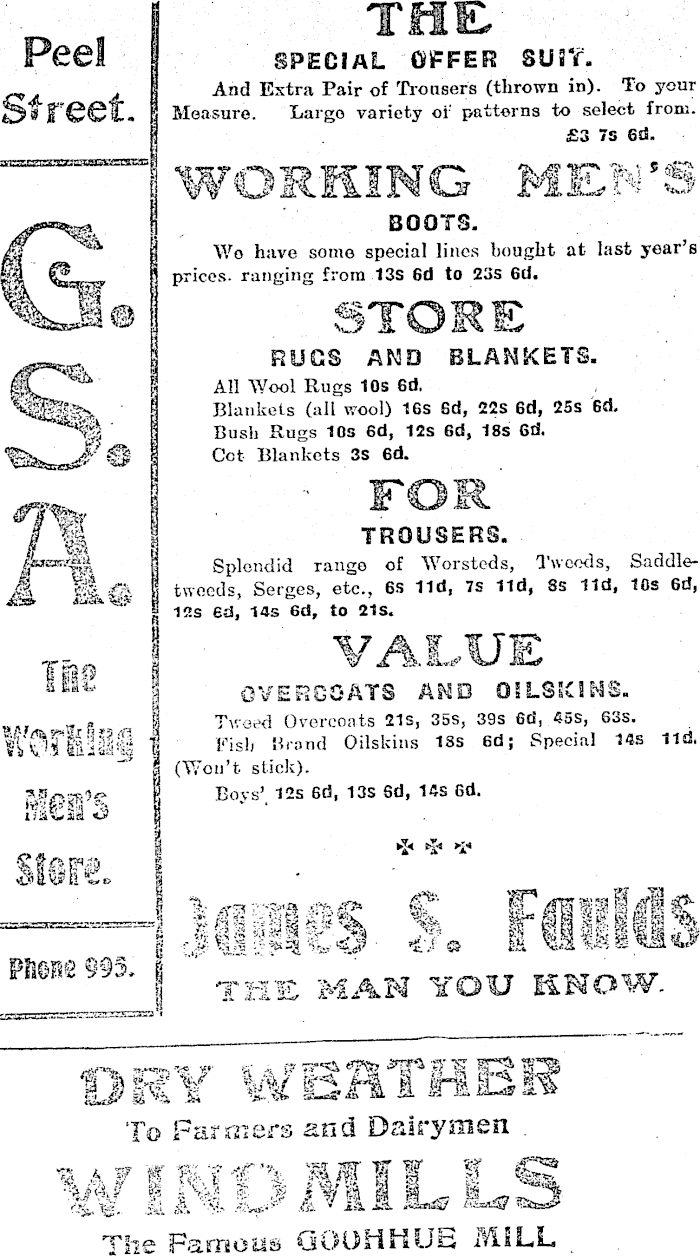 Peel
Street.
G.
S.
A.
The
Working
Men's
Store.
Phone 995.
THE
SPECIAL OFFER SUIT.
And Extra Pair of Trousers (thrown in). To your
Measure. Large variety of patterns to select from.
£3 7s 6d.
WORKING MEN'S
BOOTS.
We have some special lines bought at last year's
prices. ranging from 13s 6d to 23s 6d.
STORE
RUGS AND BLANKETS.
All Wool Rugs 10s 6d.
Blankets (all wool) 16s 6d, 22s 6d, 25s 6d.
Bush Rugs 10s 6d, 12s 6d, 18s 6d.
Cot Blankets 3s 6d.
FOR
TROUSERS.
Splendid range of Worsteds, Tweeds, Saddle-
tweeds, Serges, etc., 6s 11d, 7s 11d, 8s 11d, 10s 6d,
12s 6d, 14s 6d, to 21s.
VALUE
OVERCOATS AND OILSKINS.
Tweed Overcoats 21s, 35s, 39s 6d, 45s, 63s.
Fish Brand Oilskins 18s 6d; Special 14s 11d.
(Won't stick).
Boys', 12s 6d, 13s 6d, 14s 6d.
James S. Faulds
THE MAN YOU KNOW.
DRY WEATHER
To Farmers and Dairymen
WINDMILLS
The Famous GOOHHUE MILL